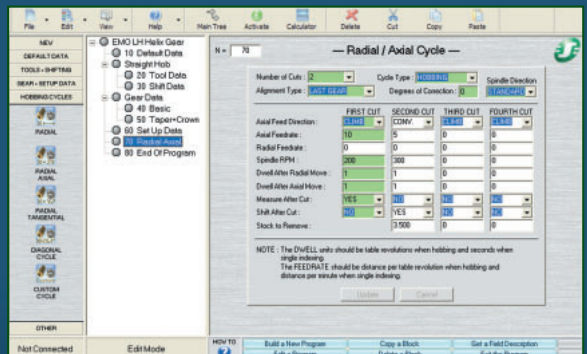 File Edit View Help Main Tree Activate Calculator Delete Cut Copy Paste
NEW
DEFAULT DATA
TOOLS + SHIFTING
GEAR + SETUP DATA
HOBBING CYCLES
RADIAL
RADIAL AXIAL
RADIAL TANGENTIAL
DIAGONAL CYCLE
CUSTOM CYCLE
OTHER
EMO LH Helix Gear
10 Default Data
Straight Hob
20 Tool Data
30 Shift Data
Gear Data
40 Basic
50 Taper+Crown
60 Set Up Data
70 Radial Axial
80 End Of Program
N = 70
— Radial / Axial Cycle —
Number of Cuts : 2 Cycle Type : HOBBING Spindle Direction
Alignment Type : LAST GEAR Degrees of Correction : 0 STANDARD
FIRST CUT SECOND CUT THIRD CUT FOURTH CUT
Axial Feed Direction : CLIMB CONV. CLIMB CLIMB
Axial Feedrate : 10 5 0 0
Radial Feedrate : 0 0 0 0
Spindle RPM : 200 300 0 0
Dwell After Radial Move : 1 1 0 0
Dwell After Axial Move : 1 1 0 0
Measure After Cut : YES NO NO NO
Shift After Cut : NO YES NO NO
Stock to Remove : 3.500 0 0
NOTE : The DWELL units should be table revolutions when hobbing and seconds when
single indexing.
The FEEDRATE should be distance per table revolution when hobbing and
distance per minute when single indexing.
Update Cancel
Not Connected Edit Mode
HOW TO
Build a New Program Copy a Block Get a Field Description